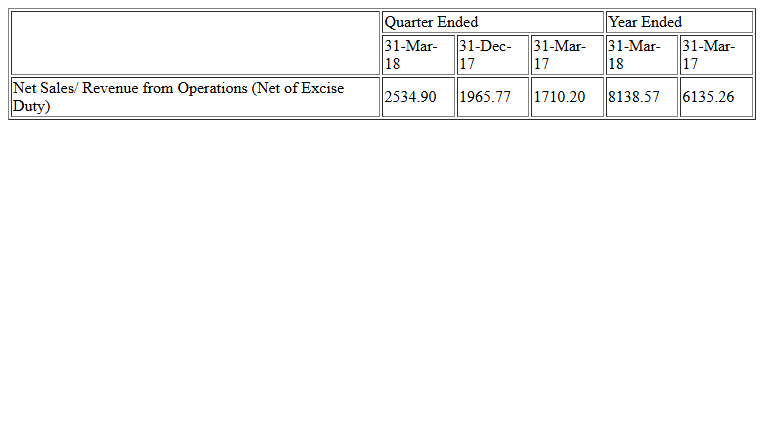 Quarter Ended Year Ended
31-Mar-18 31-Dec-17 31-Mar-17 31-Mar-18 31-Mar-17
Net Sales/ Revenue from Operations (Net of Excise Duty) 2534.90 1965.77 1710.20 8138.57 6135.26